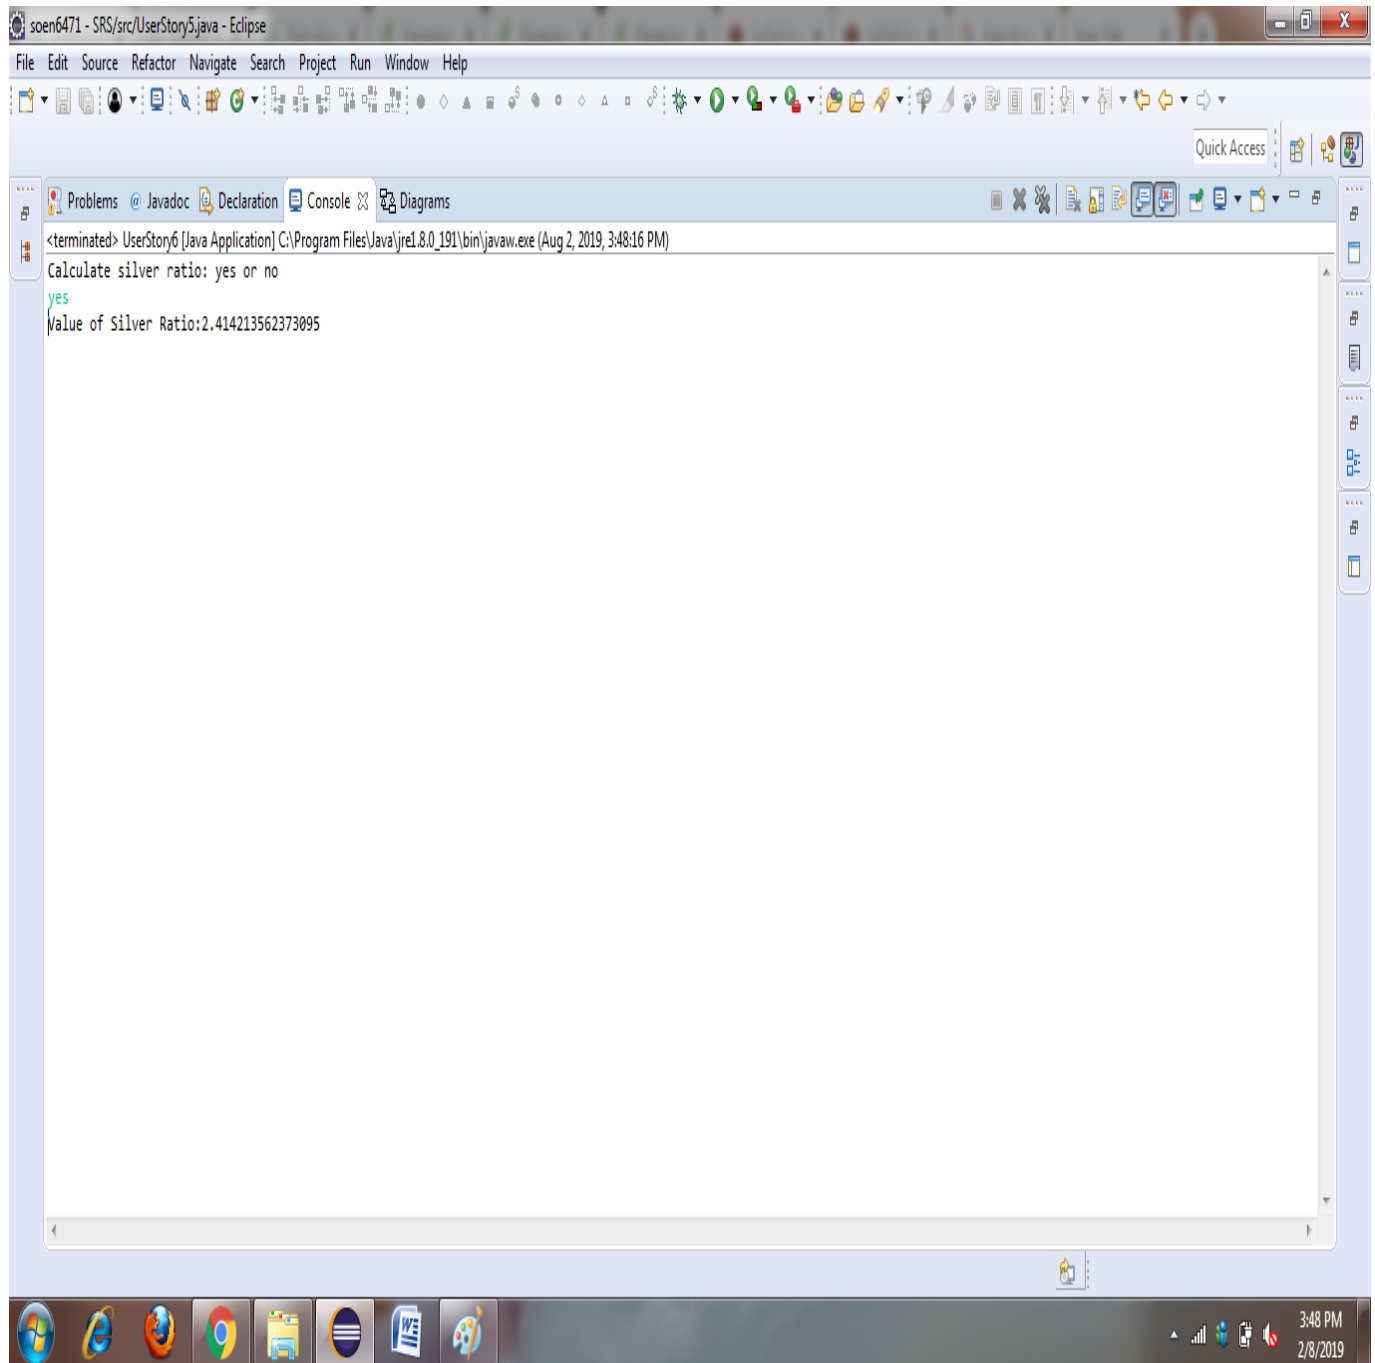 soen6471 - SRS/src/UserStory5.java - Eclipse
File Edit Source Refactor Navigate Search Project Run Window Help
Quick Access
Problems @ Javadoc Declaration Console Diagrams
<terminated> UserStory6 [Java Application] C:\Program Files\Java\jre1.8.0_191\bin\javaw.exe (Aug 2, 2019, 3:48:16 PM)
Calculate silver ratio: yes or no
yes
Value of Silver Ratio:2.414213562373095
3:48 PM
2/8/2019